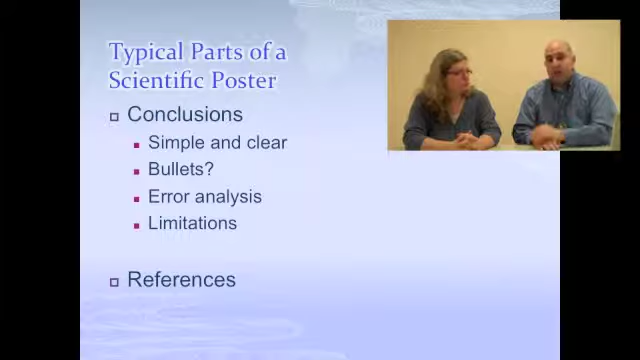 Typical Parts of a
Scientific Poster
Conclusions
Simple and clear
Bullets?
Error analysis
Limitations
References